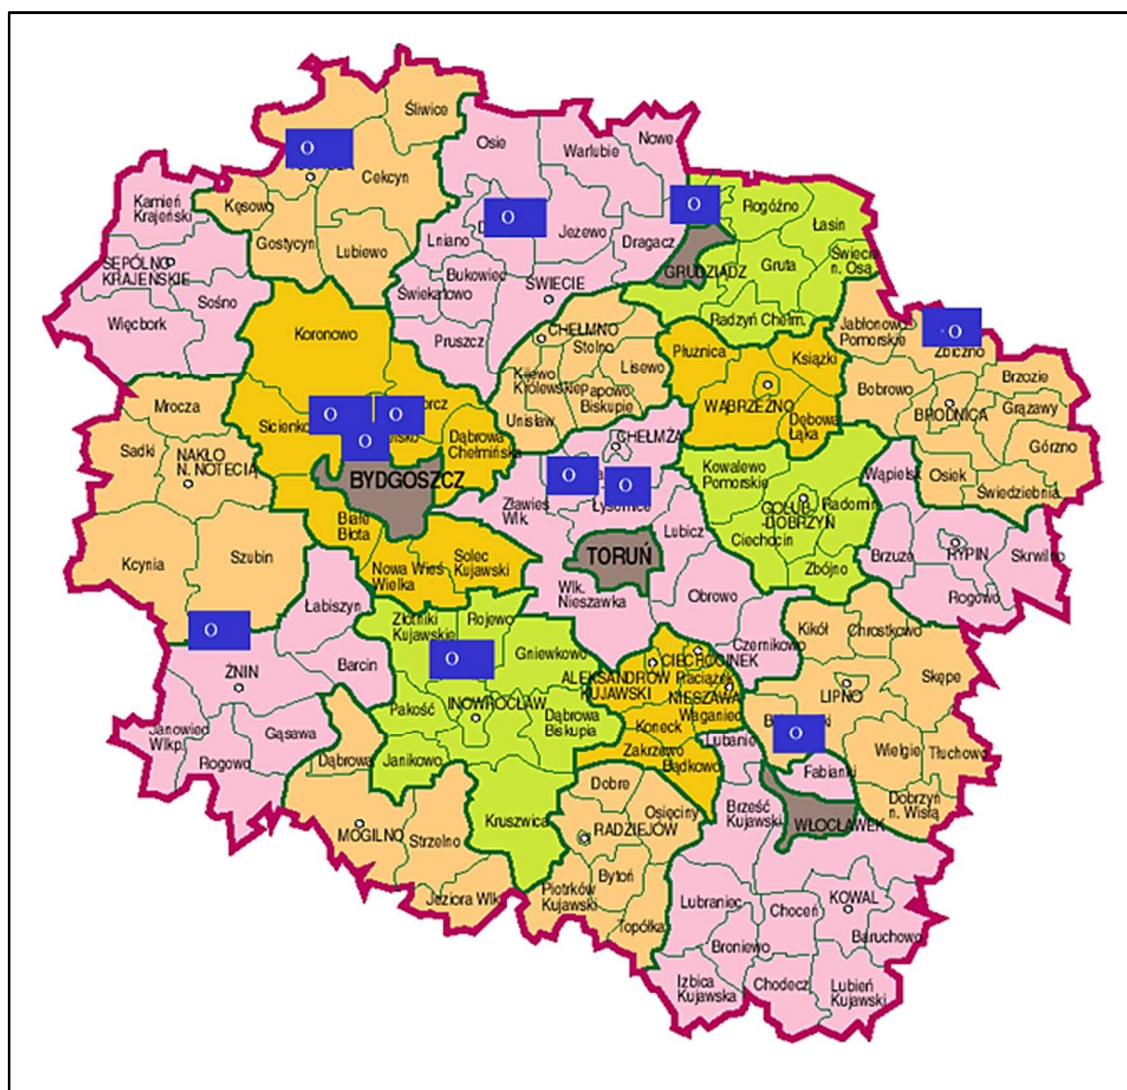 Śliwice
Osie
Nowe
Warlubie
O
Cekcyn
Kamień
Krajeński
Kęsowo
O
O
Rogóźno
Łasin
Gostycyn
Lubiewo
Lniano
Jeżewo
Dragacz
SĘPÓLNO
KRAJEŃSKIE
Bukowiec
GRUDZIĄDZ
Gruta
Świecie
n. Osą
Sośno
Świekatowo
ŚWIECIE
Więcbork
Koronowo
Pruszcz
CHEŁMNO
Stolno
Radzyń Chełm.
Jabłonowo
Pomorskie
O
Zbiczno
Płużnica
Książki
Kijewo
Królewskie
Lisewo
Papowo
Biskupie
Bobrowo
Brzozie
Mrocza
WĄBRZEŹNO
BRODNICA
Grążawy
Sicienko
O
O
O
Unisław
Dębowa
Łąka
Górzno
Sadki
NAKŁO
N. NOTECIĄ
Dąbrowa
Chełmińska
CHEŁMŻA
Kowalewo
Pomorskie
Wąpielsk
Osiek
Świedziebnia
BYDGOSZCZ
O
O
Łysomice
Zławieś
Wlk.
GOLUB
-DOBRZYŃ
Radomin
Białe
Błota
Lubicz
Ciechocin
Kcynia
Szubin
Nowa Wieś
Wielka
Solec
Kujawski
TORUŃ
Brzuze
RYPIN
Skrwilno
Zbójno
Wlk.
Nieszawka
Obrowo
Rogowo
Łabiszyn
Złotniki
Kujawskie
Rojewo
Kikół
Chrostkowo
O
Czernikowo
Gniewkowo
O
ŻNIN
Barcin
CIECHOCINEK
ALEKSANDRÓW
KUJAWSKI
Raciążek
NIESZAWA
LIPNO
Skępe
Pakość
INOWROCŁAW
Dąbrowa
Biskupia
Waganiec
Koneck
O
Janowiec
Wlkp.
Gąsawa
Lubanie
Zakrzewo
Bądkowo
Wielgie
Tłuchowo
Rogowo
Dąbrowa
Janikowo
Fabianki
Dobre
Dobrzyń
n. Wisłą
Osięciny
Brześć
Kujawski
MOGILNO
Strzelno
Kruszwica
RADZIEJÓW
WŁOCŁAWEK
Bytoń
Jeziora Wlk.
Piotrków
Kujawski
Topólka
Lubraniec
Choceń
KOWAL
Baruchowo
Broniewo
Izbica
Kujawska
Chodecz
Lubień
Kujawski